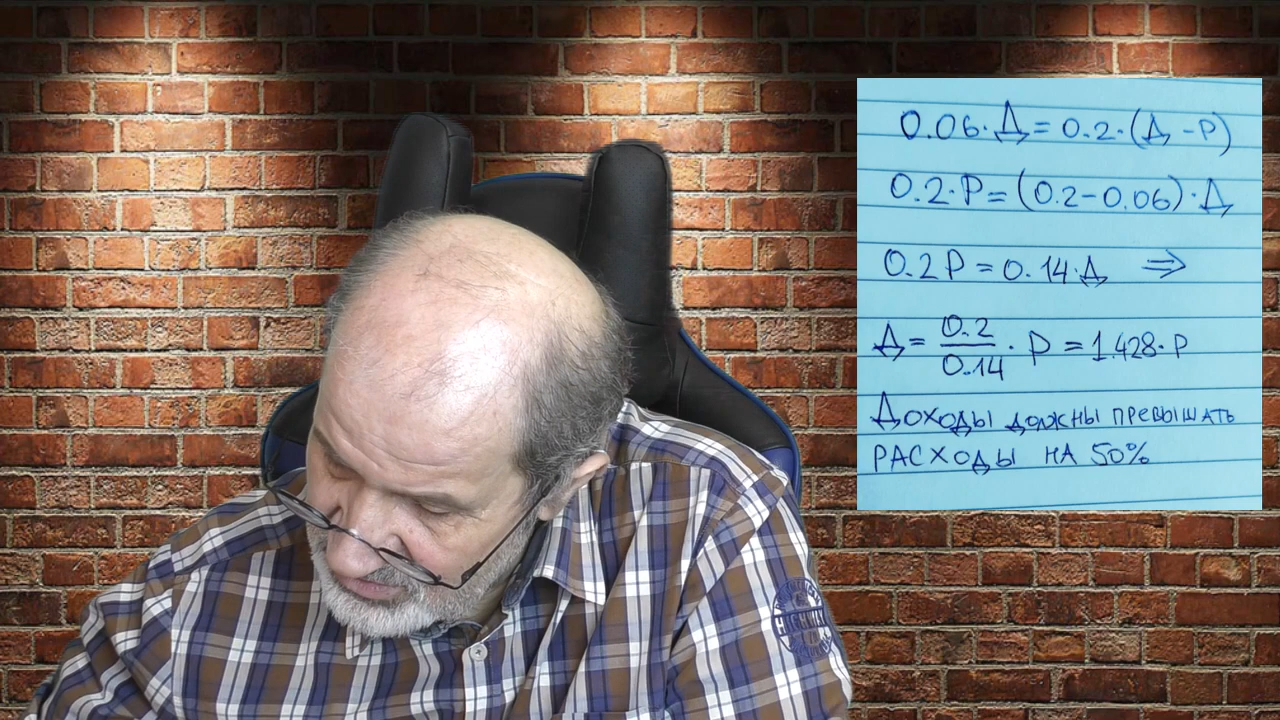 0.06·Д=0.2·(Д-Р)
0.2·Р=(0.2-0.06)·Д
0.2Р=0.14·Д ⇒
Д=0.2/0.14·Р=1.428·Р
Доходы должны превышать
расходы на 50%